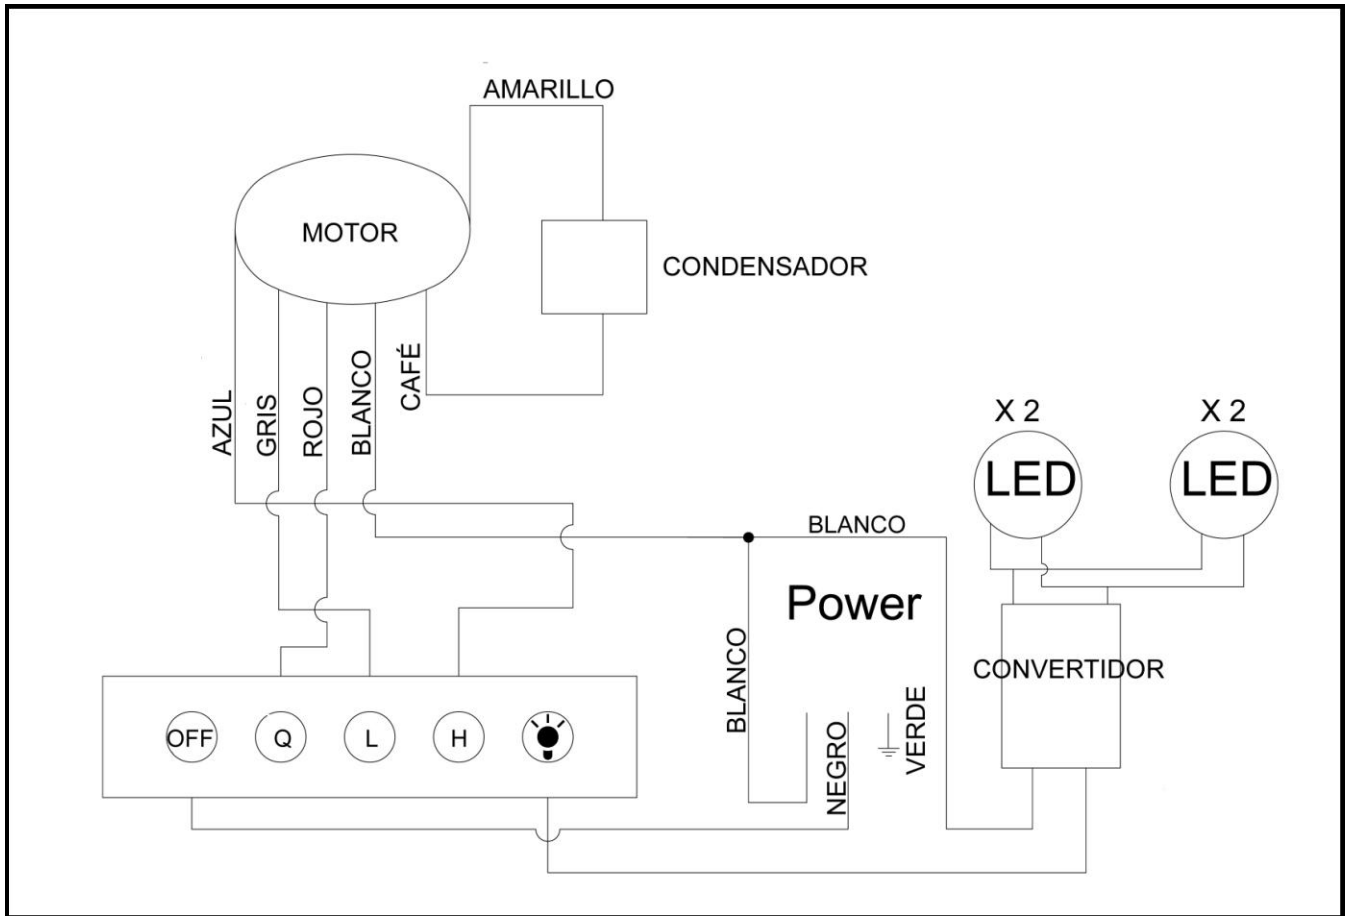 AMARILLO
MOTOR
CONDENSADOR
AZUL
GRIS
ROJO
BLANCO
CAFÉ
X 2
X 2
LED
LED
BLANCO
Power
BLANCO
CONVERTIDOR
NEGRO
VERDE
OFF
Q
L
H